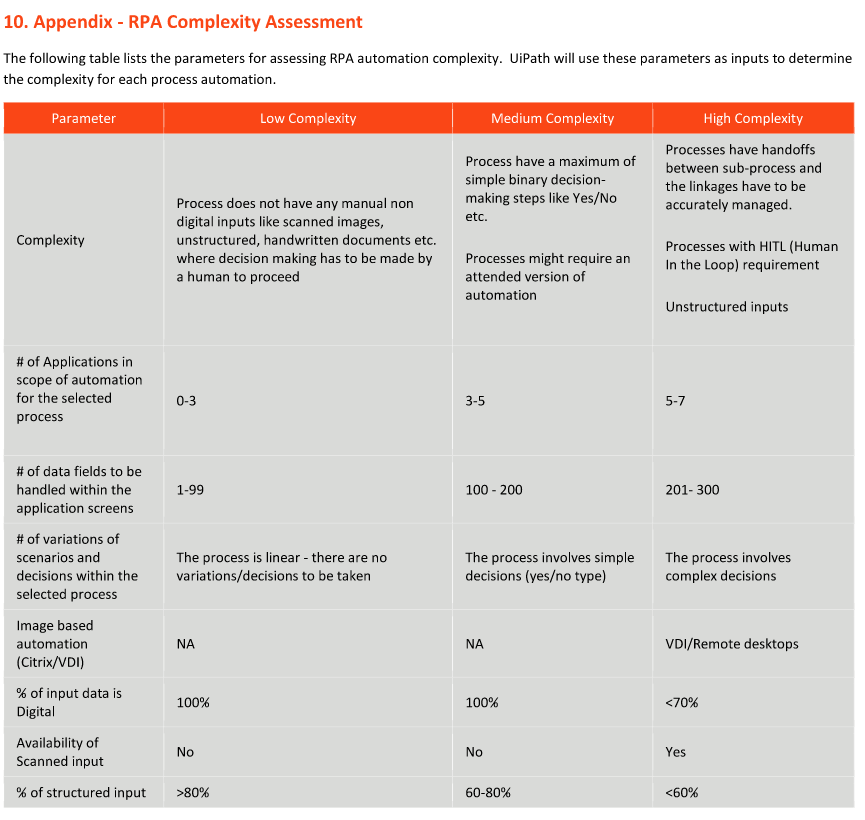 10. Appendix - RPA Complexity Assessment
The following table lists the parameters for assessing RPA automation complexity.  UiPath will use these parameters as inputs to determine
the complexity for each process automation.
Parameter
Low Complexity
Medium Complexity
High Complexity
Complexity
Process does not have any manual non
digital inputs like scanned images,
unstructured, handwritten documents etc.
where decision making has to be made by
a human to proceed
Process have a maximum of
simple binary decision-
making steps like Yes/No
etc.
Processes might require an
attended version of
automation
Processes have handoffs
between sub-process and
the linkages have to be
accurately managed.
Processes with HITL (Human
In the Loop) requirement
Unstructured inputs
# of Applications in
scope of automation
for the selected
process
0-3
3-5
5-7
# of data fields to be
handled within the
application screens
1-99
100 - 200
201- 300
# of variations of
scenarios and
decisions within the
selected process
The process is linear - there are no
variations/decisions to be taken
The process involves simple
decisions (yes/no type)
The process involves
complex decisions
Image based
automation
(Citrix/VDI)
NA
NA
VDI/Remote desktops
% of input data is
Digital
100%
100%
<70%
Availability of
Scanned input
No
No
Yes
% of structured input
>80%
60-80%
<60%